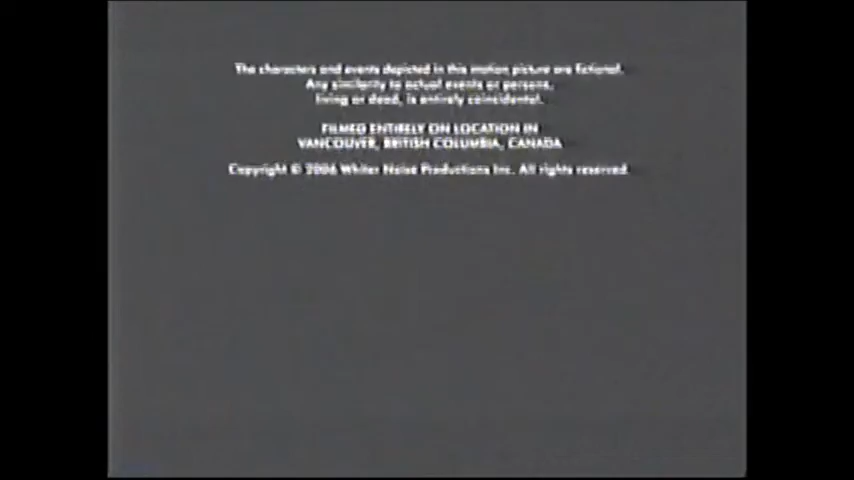 The characters and events depicted in this motion picture are fictional.
Any similarity to actual events or persons,
living or dead, is entirely coincidental.
FILMED ENTIRELY ON LOCATION IN
VANCOUVER, BRITISH COLUMBIA, CANADA
Copyright © 2006 Whiter Noise Productions Inc. All rights reserved.